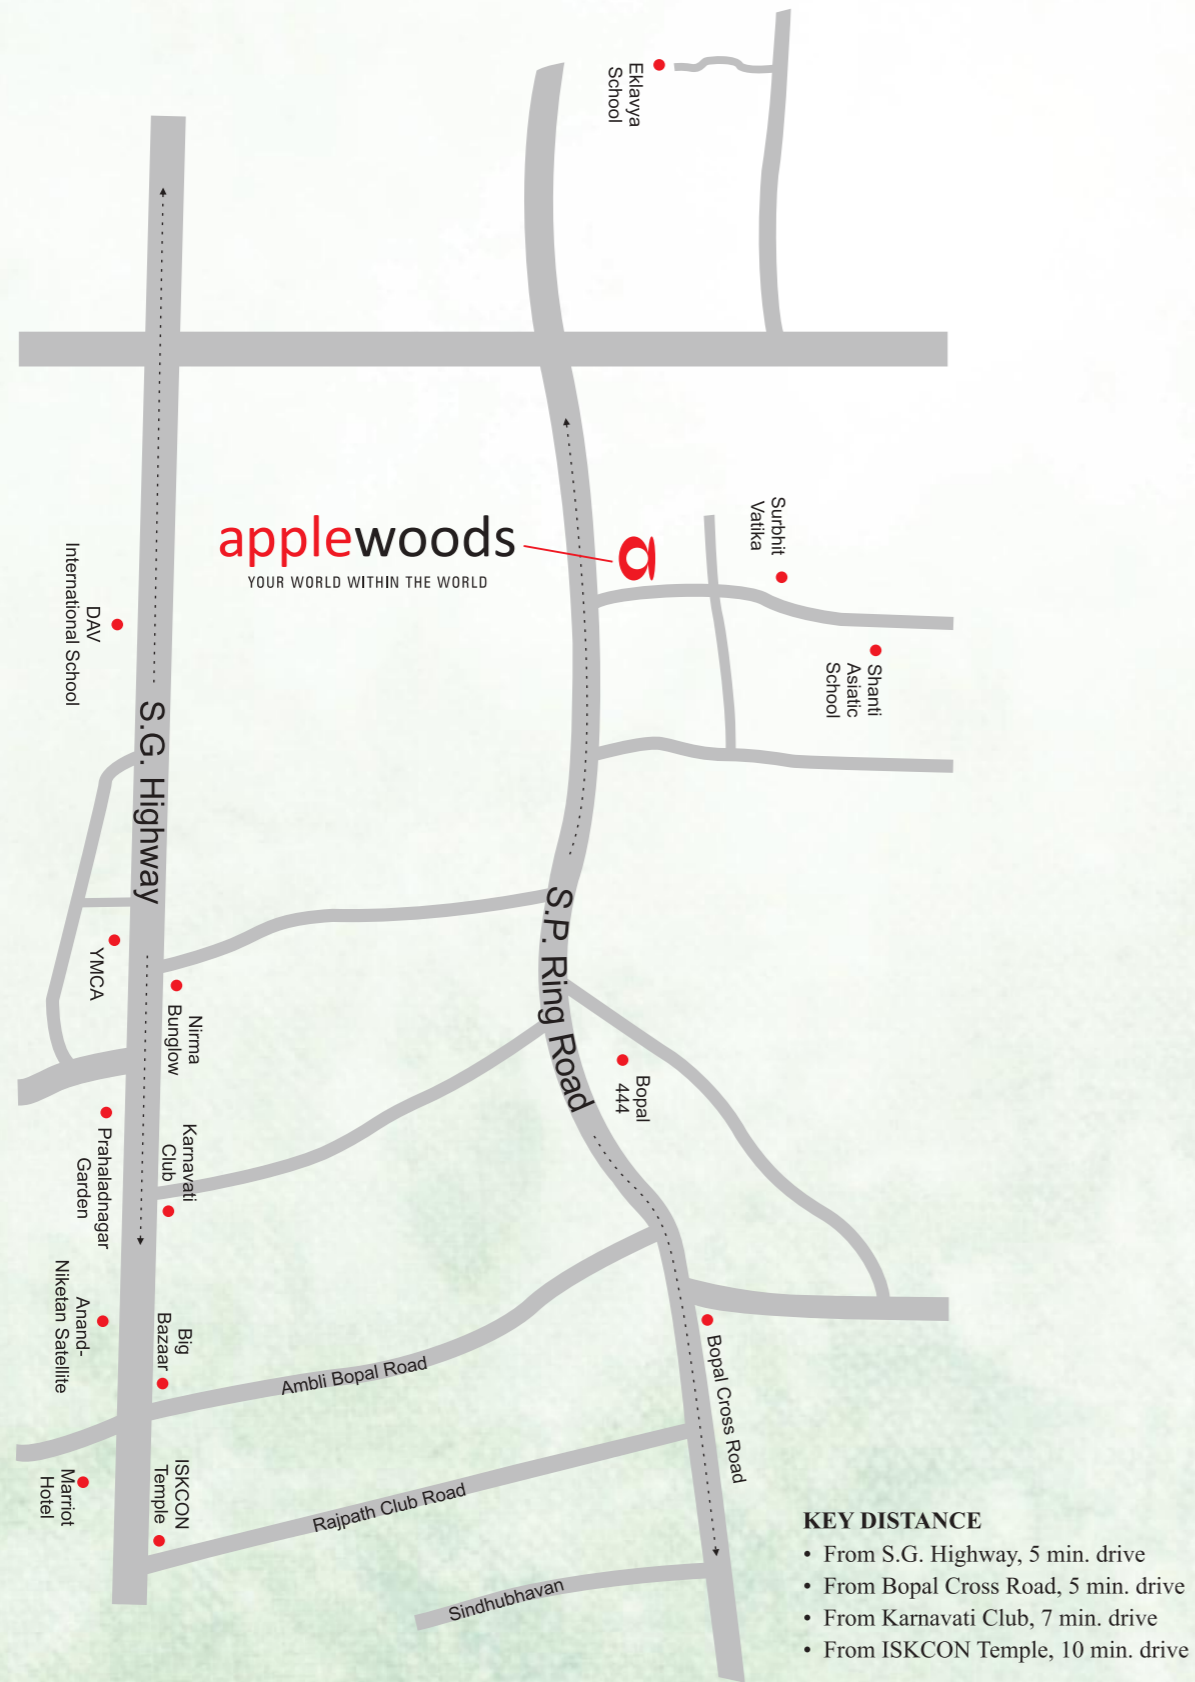 Eklavya
School
Surbhit
Vatika
applewoods
YOUR WORLD WITHIN THE WORLD
a
DAV
International School
Shanti
Asiatic
School
S.G. Highway
S.P. Ring Road
YMCA
Nirma
Bunglow
Bopal
444
Prahaladnagar
Garden
Karnavati
Club
Anand-
Niketan Satellite
Big
Bazaar
Ambli Bopal Road
Bopal Cross Road
Marriot
Hotel
ISKCON
Temple
Rajpath Club Road
Sindhubhavan
KEY DISTANCE
• From S.G. Highway, 5 min. drive
• From Bopal Cross Road, 5 min. drive
• From Karnavati Club, 7 min. drive
• From ISKCON Temple, 10 min. drive